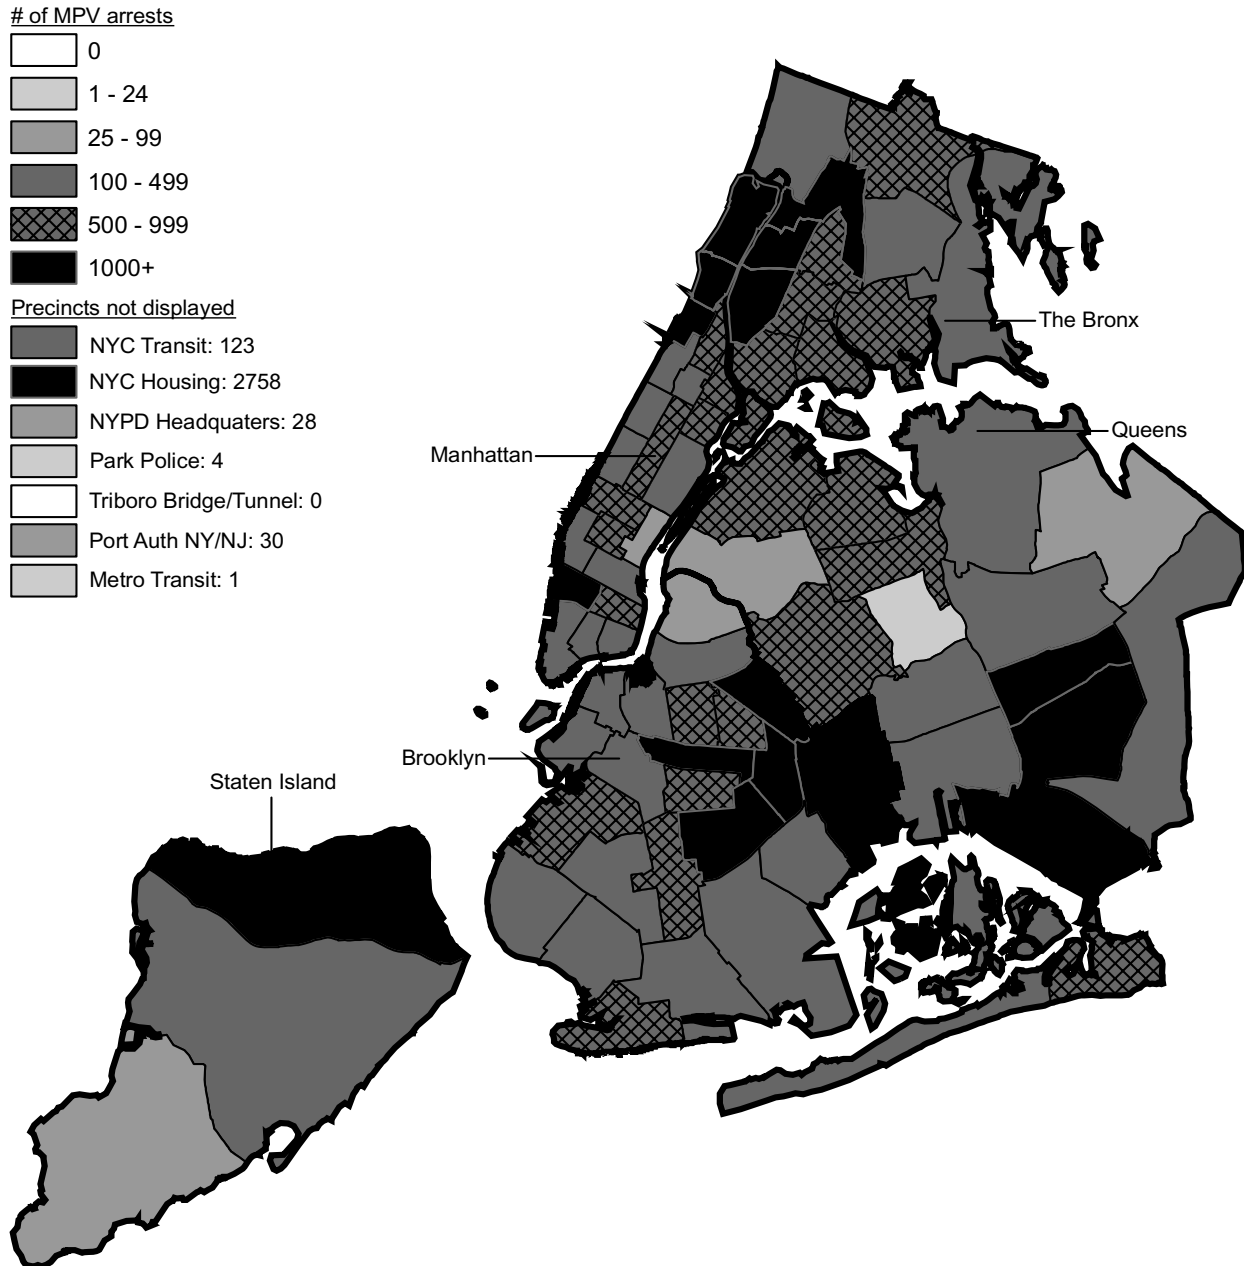 # of MPV arrests
0
1 - 24
25 - 99
100 - 499
500 - 999
1000+
Precincts not displayed
NYC Transit: 123
NYC Housing: 2758
NYPD Headquaters: 28
Park Police: 4
Triboro Bridge/Tunnel: 0
Port Auth NY/NJ: 30
Metro Transit: 1
The Bronx
Queens
Manhattan
Brooklyn
Staten Island